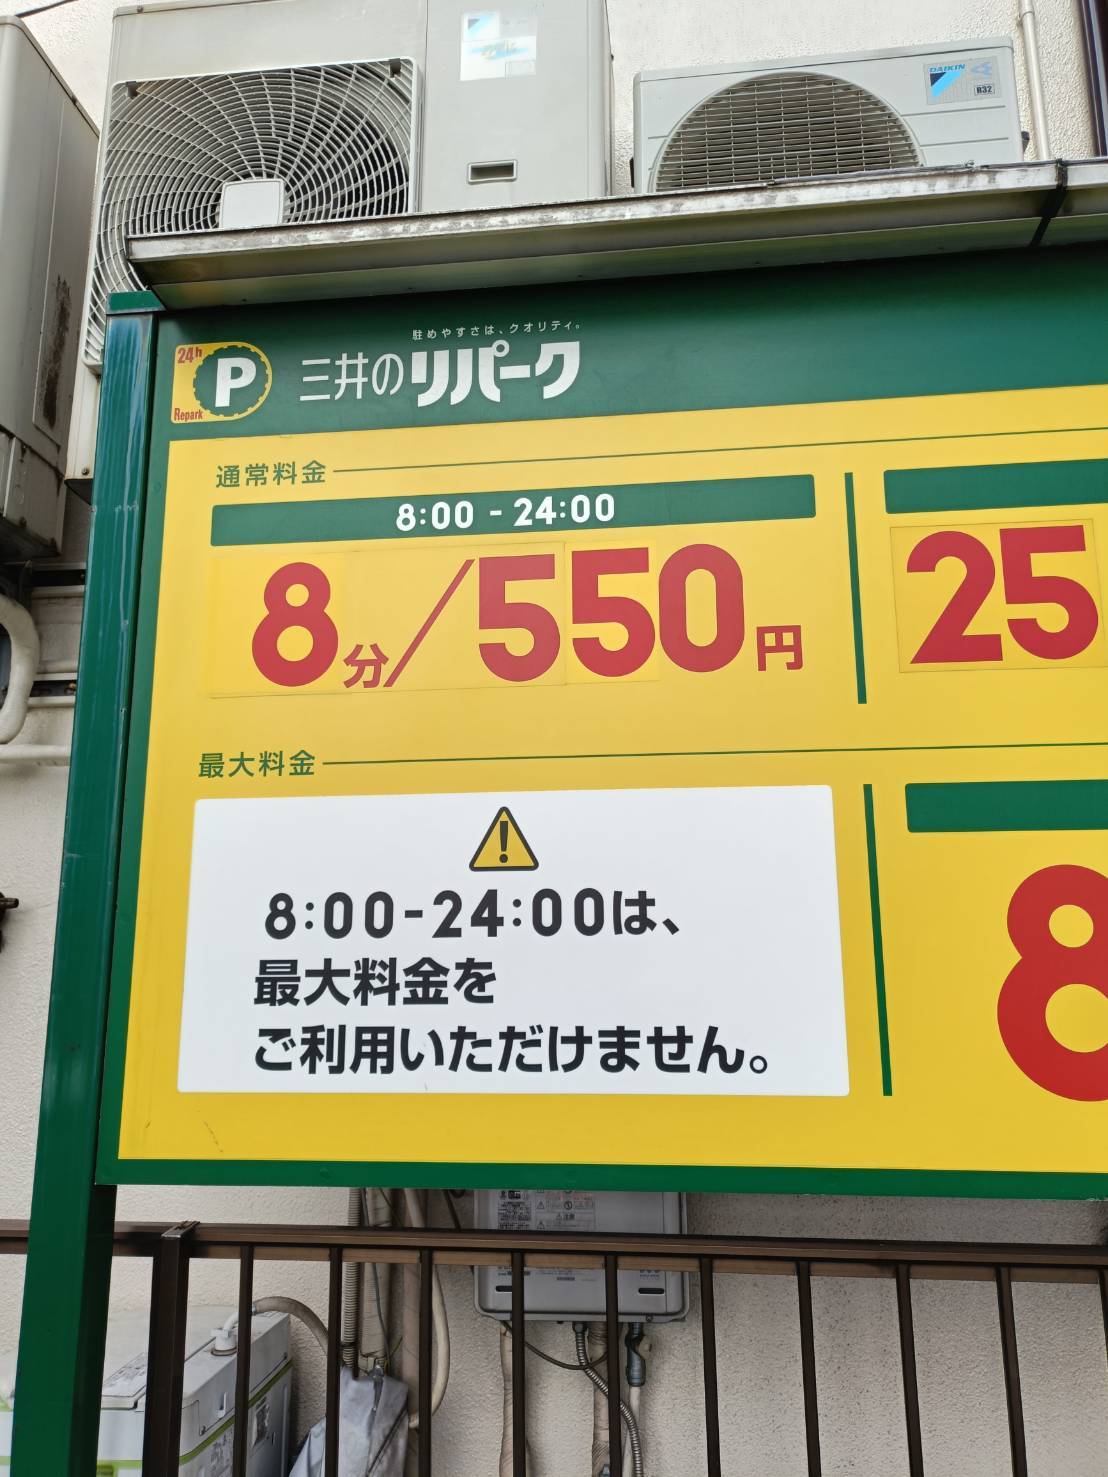 DAIKIN
R32
駐めやすさは、クオリティ。
24h
P
Repark
三井のリパーク
通常料金
8:00 - 24:00
8分/550円
25
最大料金
8:00-24:00は、
最大料金を
ご利用いただけません。
8